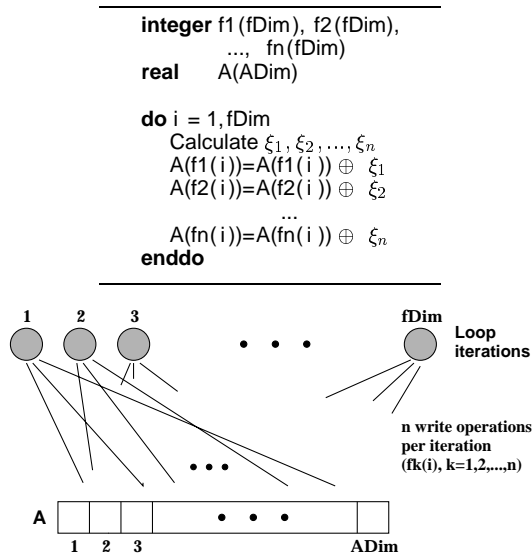 integer f1(fDim), f2(fDim),
..., fn(fDim)
real A(ADim)
do i = 1,fDim
Calculate ξ₁, ξ₂, ..., ξₙ
A(f1(i))=A(f1(i)) ⊕ ξ₁
A(f2(i))=A(f2(i)) ⊕ ξ₂
...
A(fn(i))=A(fn(i)) ⊕ ξₙ
enddo
1 2 3 fDim
• • •
Loop
iterations
n write operations
per iteration
(fk(i), k=1,2,...,n)
• • •
A • • •
1 2 3 ADim